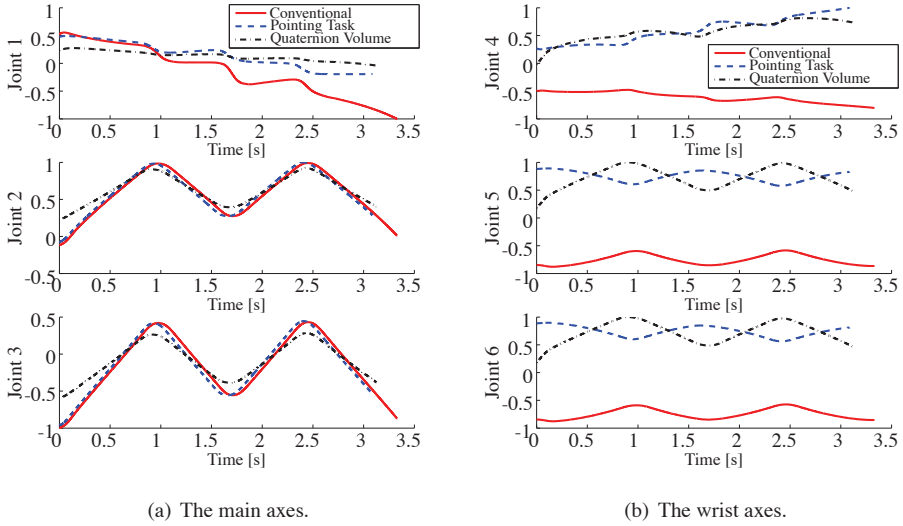 1
0.5
0
-0.5
-1
Joint 1
0 0.5 1 1.5 2 2.5 3 3.5
Time [s]
Conventional
Pointing Task
Quaternion Volume
1
0.5
0
-0.5
Joint 2
0 0.5 1 1.5 2 2.5 3 3.5
Time [s]
0.5
0
-0.5
-1
Joint 3
0 0.5 1 1.5 2 2.5 3 3.5
Time [s]
(a) The main axes.
1
0.5
0
-0.5
-1
Joint 4
0 0.5 1 1.5 2 2.5 3 3.5
Time [s]
Conventional
Pointing Task
Quaternion Volume
1
0.5
0
-0.5
-1
Joint 5
0 0.5 1 1.5 2 2.5 3 3.5
Time [s]
1
0.5
0
-0.5
-1
Joint 6
0 0.5 1 1.5 2 2.5 3 3.5
Time [s]
(b) The wrist axes.